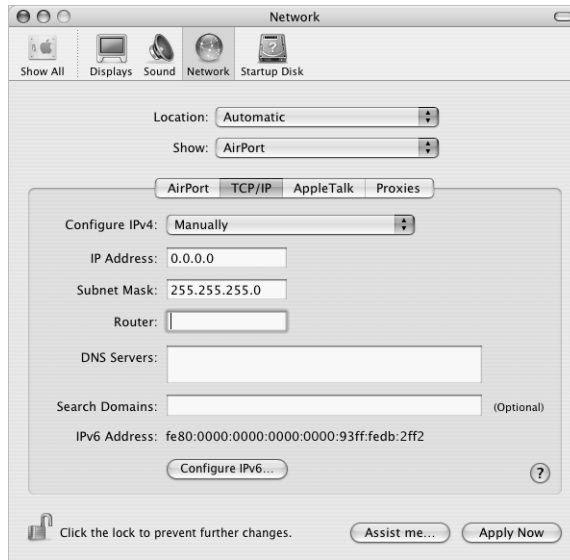 Network
Show All Displays Sound Network Startup Disk
Location: Automatic
Show: AirPort
AirPort TCP/IP AppleTalk Proxies
Configure IPv4: Manually
IP Address: 0.0.0.0
Subnet Mask: 255.255.255.0
Router:
DNS Servers:
Search Domains: (Optional)
IPv6 Address: fe80:0000:0000:0000:0000:93ff:fedb:2ff2
Configure IPv6... ?
Click the lock to prevent further changes. Assist me... Apply Now